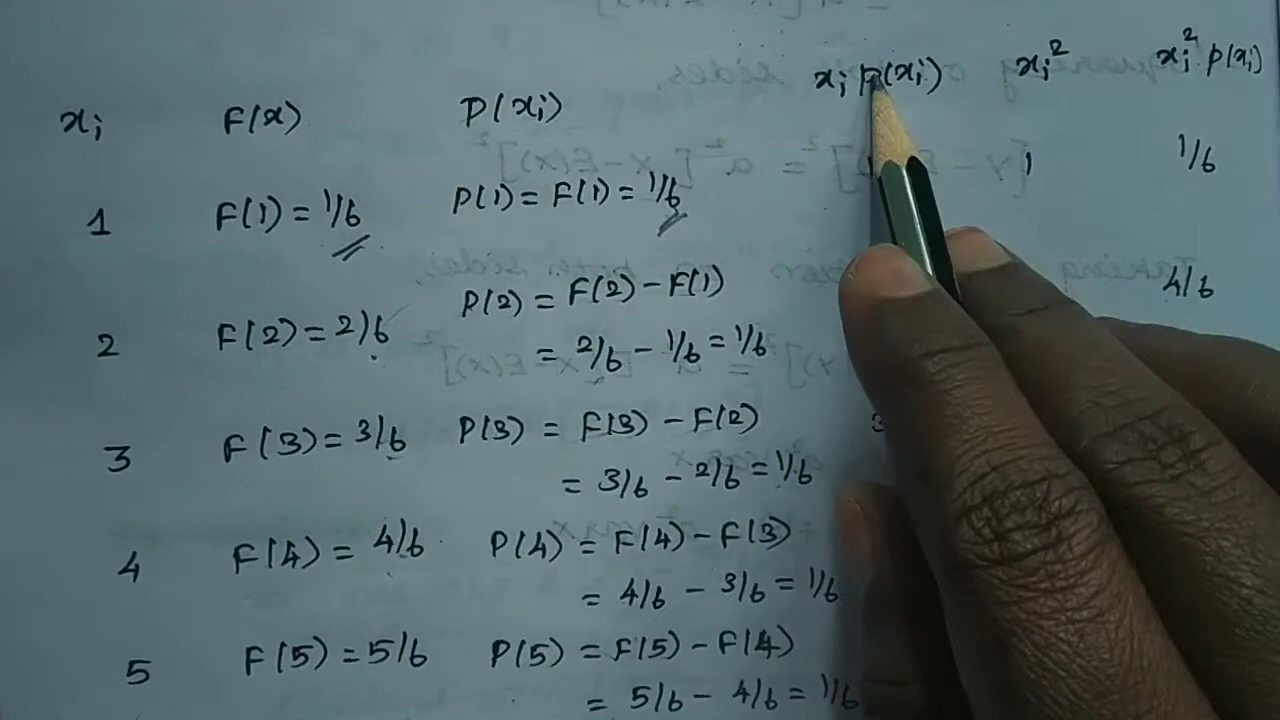 xᵢ F(x) P(xᵢ) xᵢ p(xᵢ) xᵢ² xᵢ² p(xᵢ)
1 F(1) = 1/6 P(1) = F(1) = 1/6 1 1/6
2 F(2) = 2/6 P(2) = F(2) - F(1) 4/6
= 2/6 - 1/6 = 1/6
3 F(3) = 3/6 P(3) = F(3) - F(2) 3
= 3/6 - 2/6 = 1/6
4 F(4) = 4/6 P(4) = F(4) - F(3)
= 4/6 - 3/6 = 1/6
5 F(5) = 5/6 P(5) = F(5) - F(4)
= 5/6 - 4/6 = 1/6